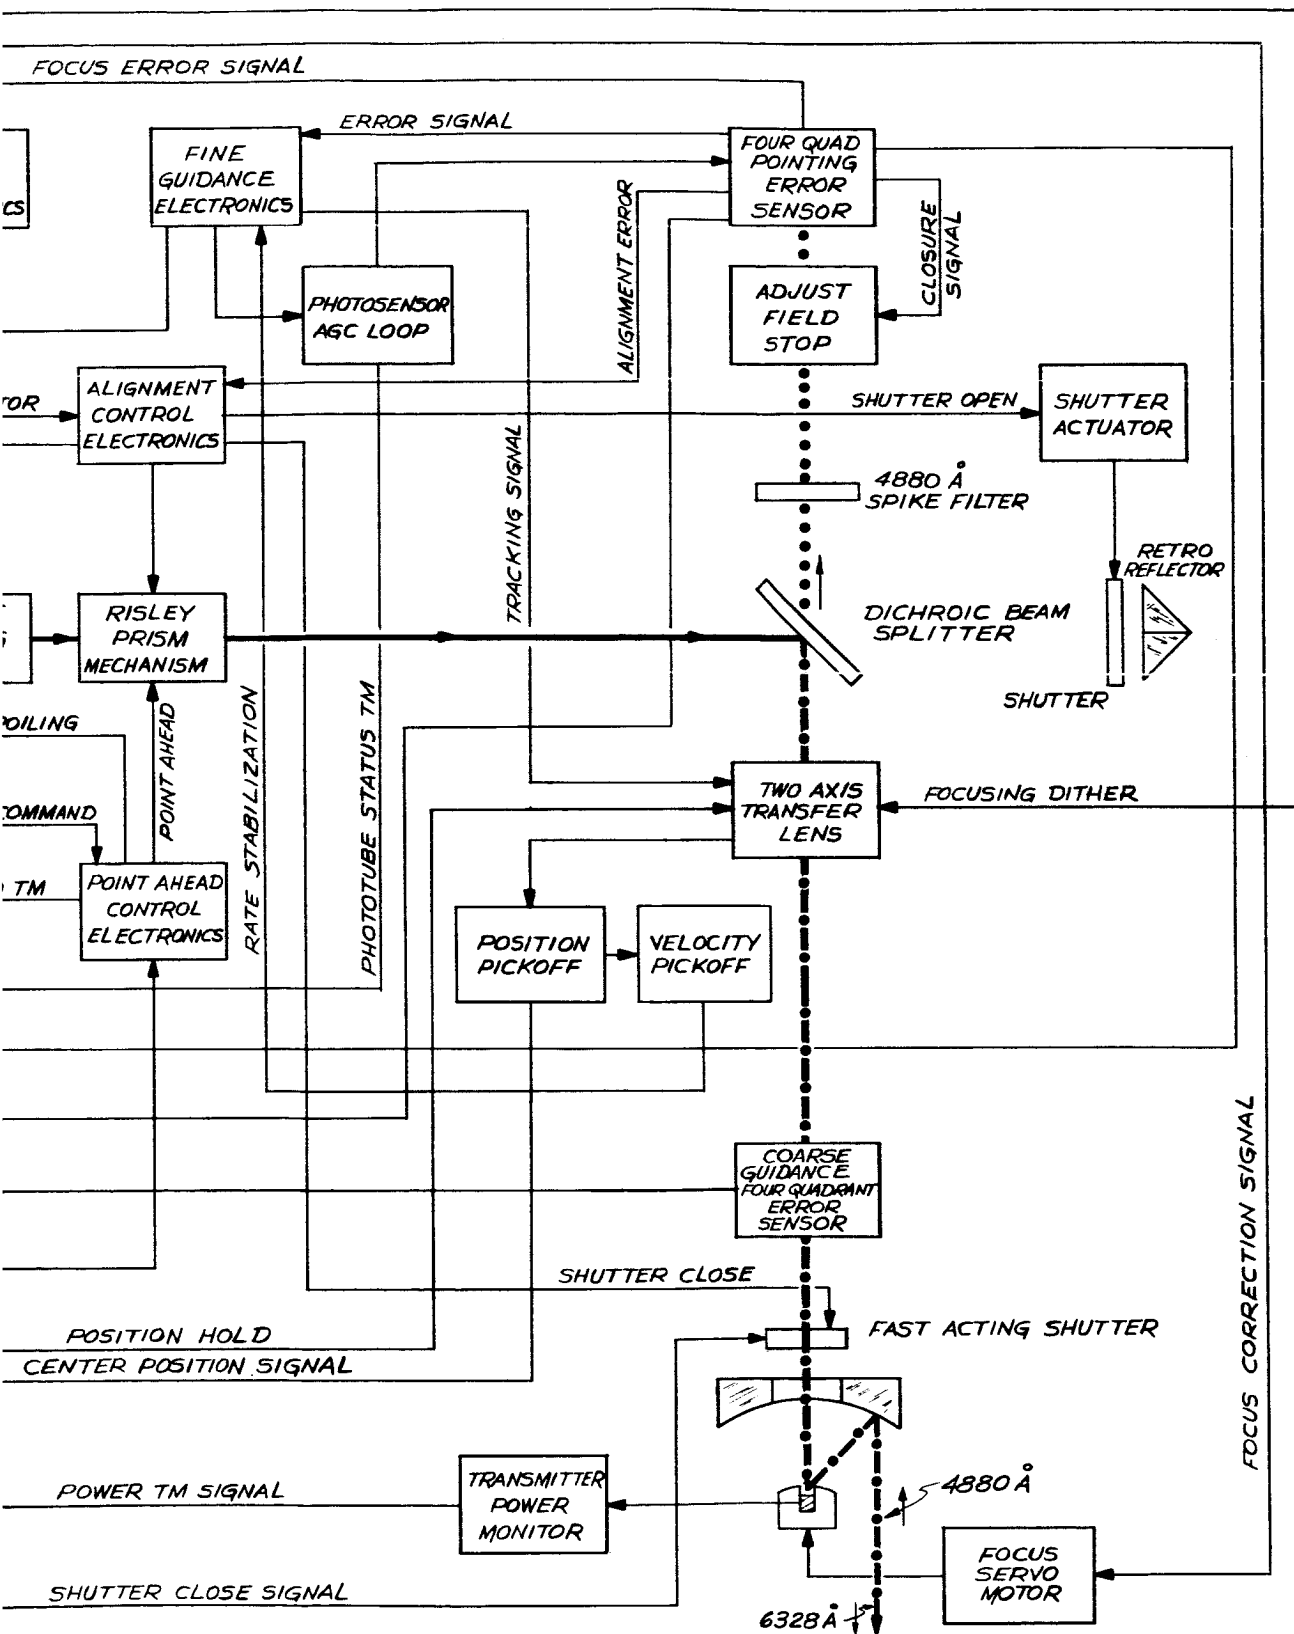 FOCUS ERROR SIGNAL
ERROR SIGNAL
FINE
GUIDANCE
ELECTRONICS
FOUR QUAD
POINTING
ERROR
SENSOR
CS
ALIGNMENT ERROR
CLOSURE
SIGNAL
PHOTOSENSOR
AGC LOOP
ADJUST
FIELD
STOP
ALIGNMENT
CONTROL
ELECTRONICS
TOR
SHUTTER OPEN
SHUTTER
ACTUATOR
TRACKING SIGNAL
4880 Å
SPIKE FILTER
RETRO
REFLECTOR
RISLEY
PRISM
MECHANISM
DICHROIC BEAM
SPLITTER
SHUTTER
OILING
POINT AHEAD
RATE STABILIZATION
PHOTOTUBE STATUS TM
TWO AXIS
TRANSFER
LENS
FOCUSING DITHER
COMMAND
TM
POINT AHEAD
CONTROL
ELECTRONICS
POSITION
PICKOFF
VELOCITY
PICKOFF
COARSE
GUIDANCE
FOUR QUADRANT
ERROR
SENSOR
FOCUS CORRECTION SIGNAL
SHUTTER CLOSE
FAST ACTING SHUTTER
POSITION HOLD
CENTER POSITION SIGNAL
POWER TM SIGNAL
TRANSMITTER
POWER
MONITOR
4880 Å
FOCUS
SERVO
MOTOR
SHUTTER CLOSE SIGNAL
6328 Å